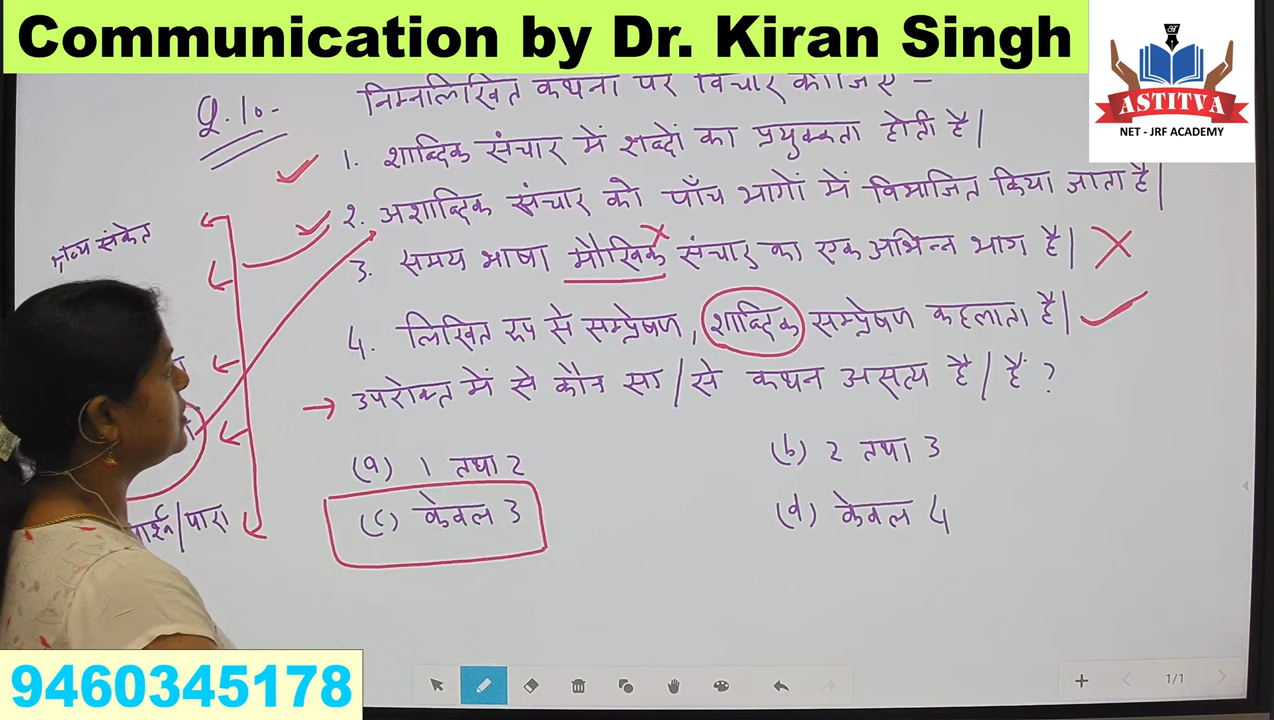 Communication by Dr. Kiran Singh
ASTITVA
NET - JRF ACADEMY
Q.10- निम्नलिखित कथनो पर विचार कीजिए -
1. शाब्दिक संचार में शब्दों का प्रयुक्कता होती है|
२. अशाब्दिक संचार को पाँच भागों में विभाजित किया जाता है|
3. समय भाषा मौखिक संचार का एक अभिन्न भाग है|
4. लिखित रूप से सम्प्रेषण, शाब्दिक सम्प्रेषण कहलाता है|
→ उपरोक्त में से कौन सा / से कथन असत्य है / हैं ?
(a) 1 तथा 2
(b) 2 तथा 3
(c) केवल 3
(d) केवल 4
संकेत
/पारा
9460345178
1/1